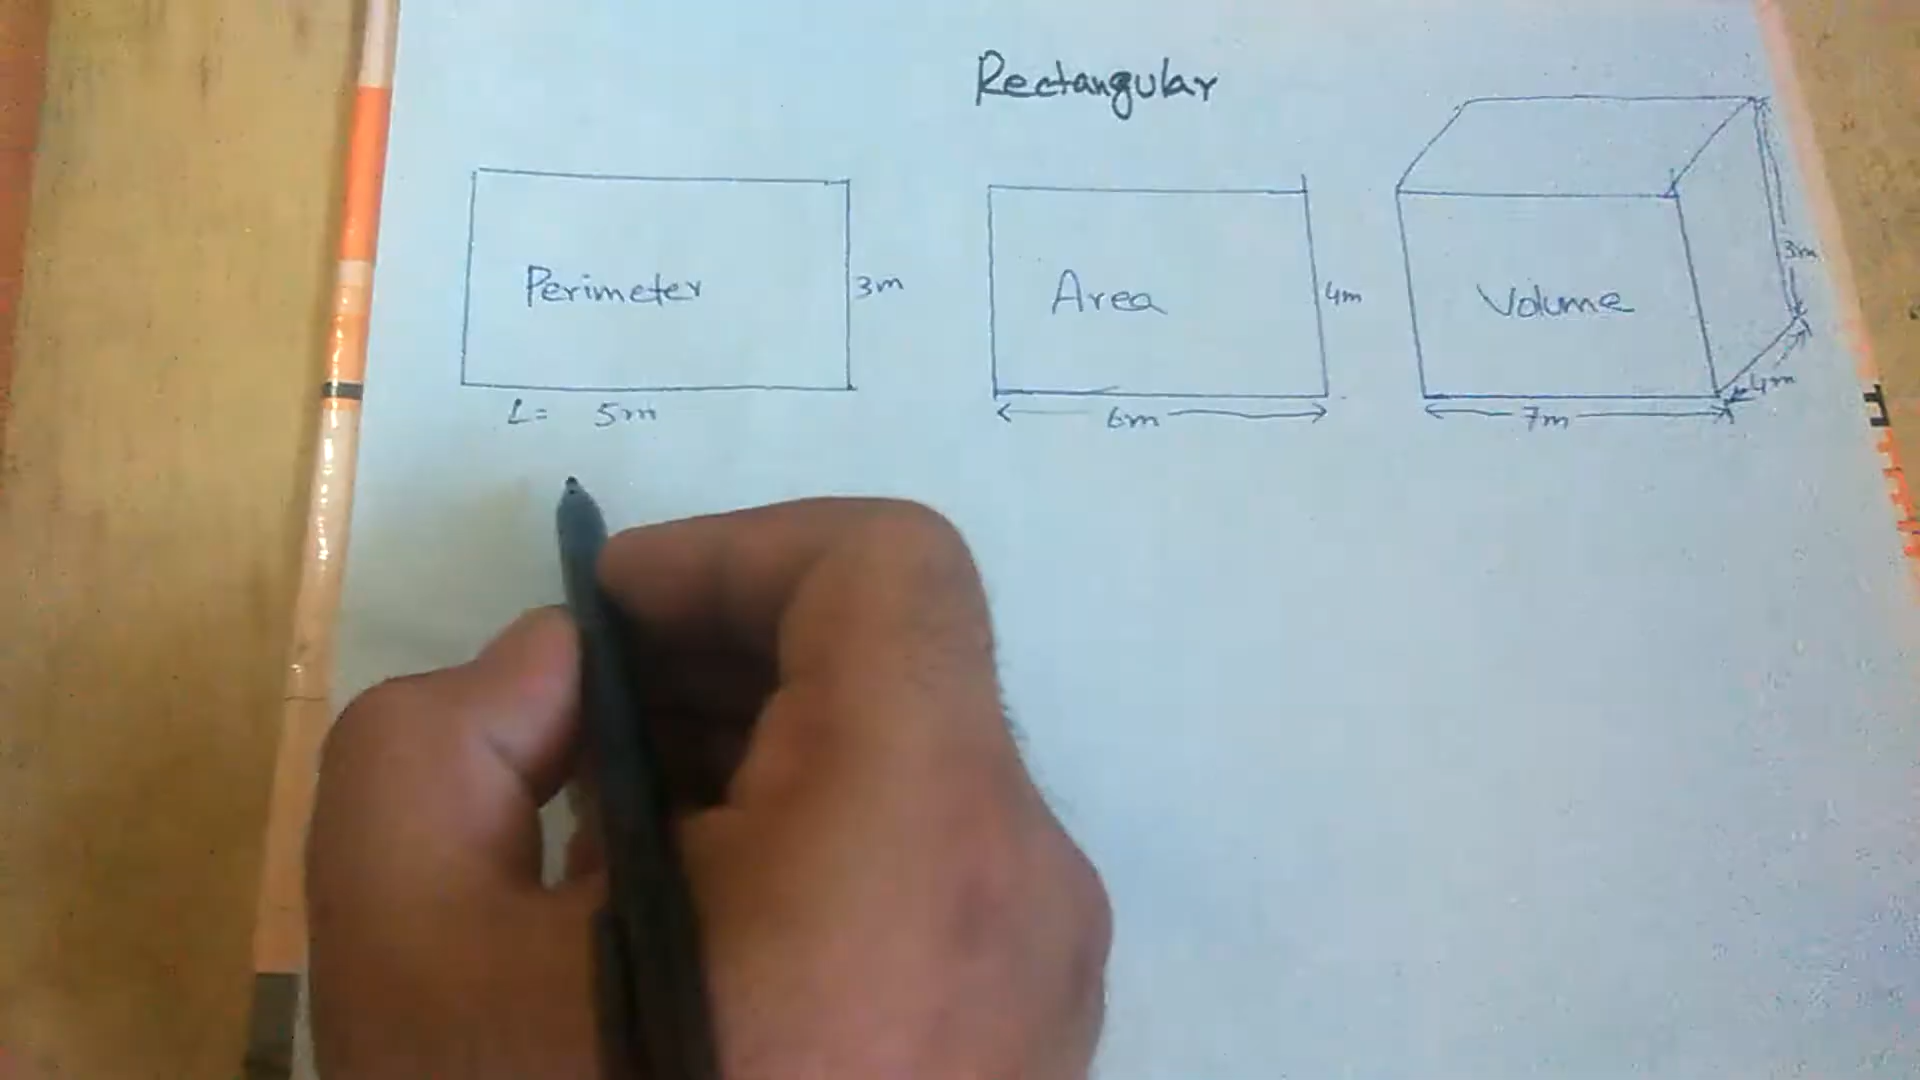 Rectangular
Perimeter
3m
L= 5m
Area
4m
6m
Volume
3m
4m
7m